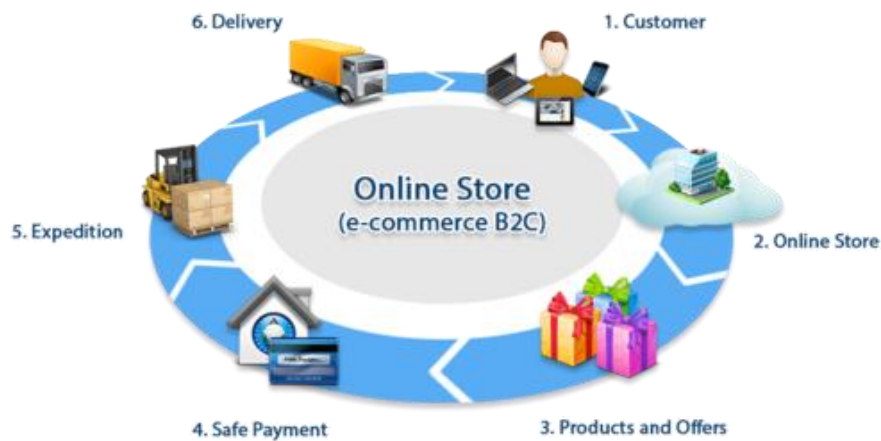 6. Delivery
1. Customer
Online Store
(e-commerce B2C)
5. Expedition
2. Online Store
4. Safe Payment
3. Products and Offers